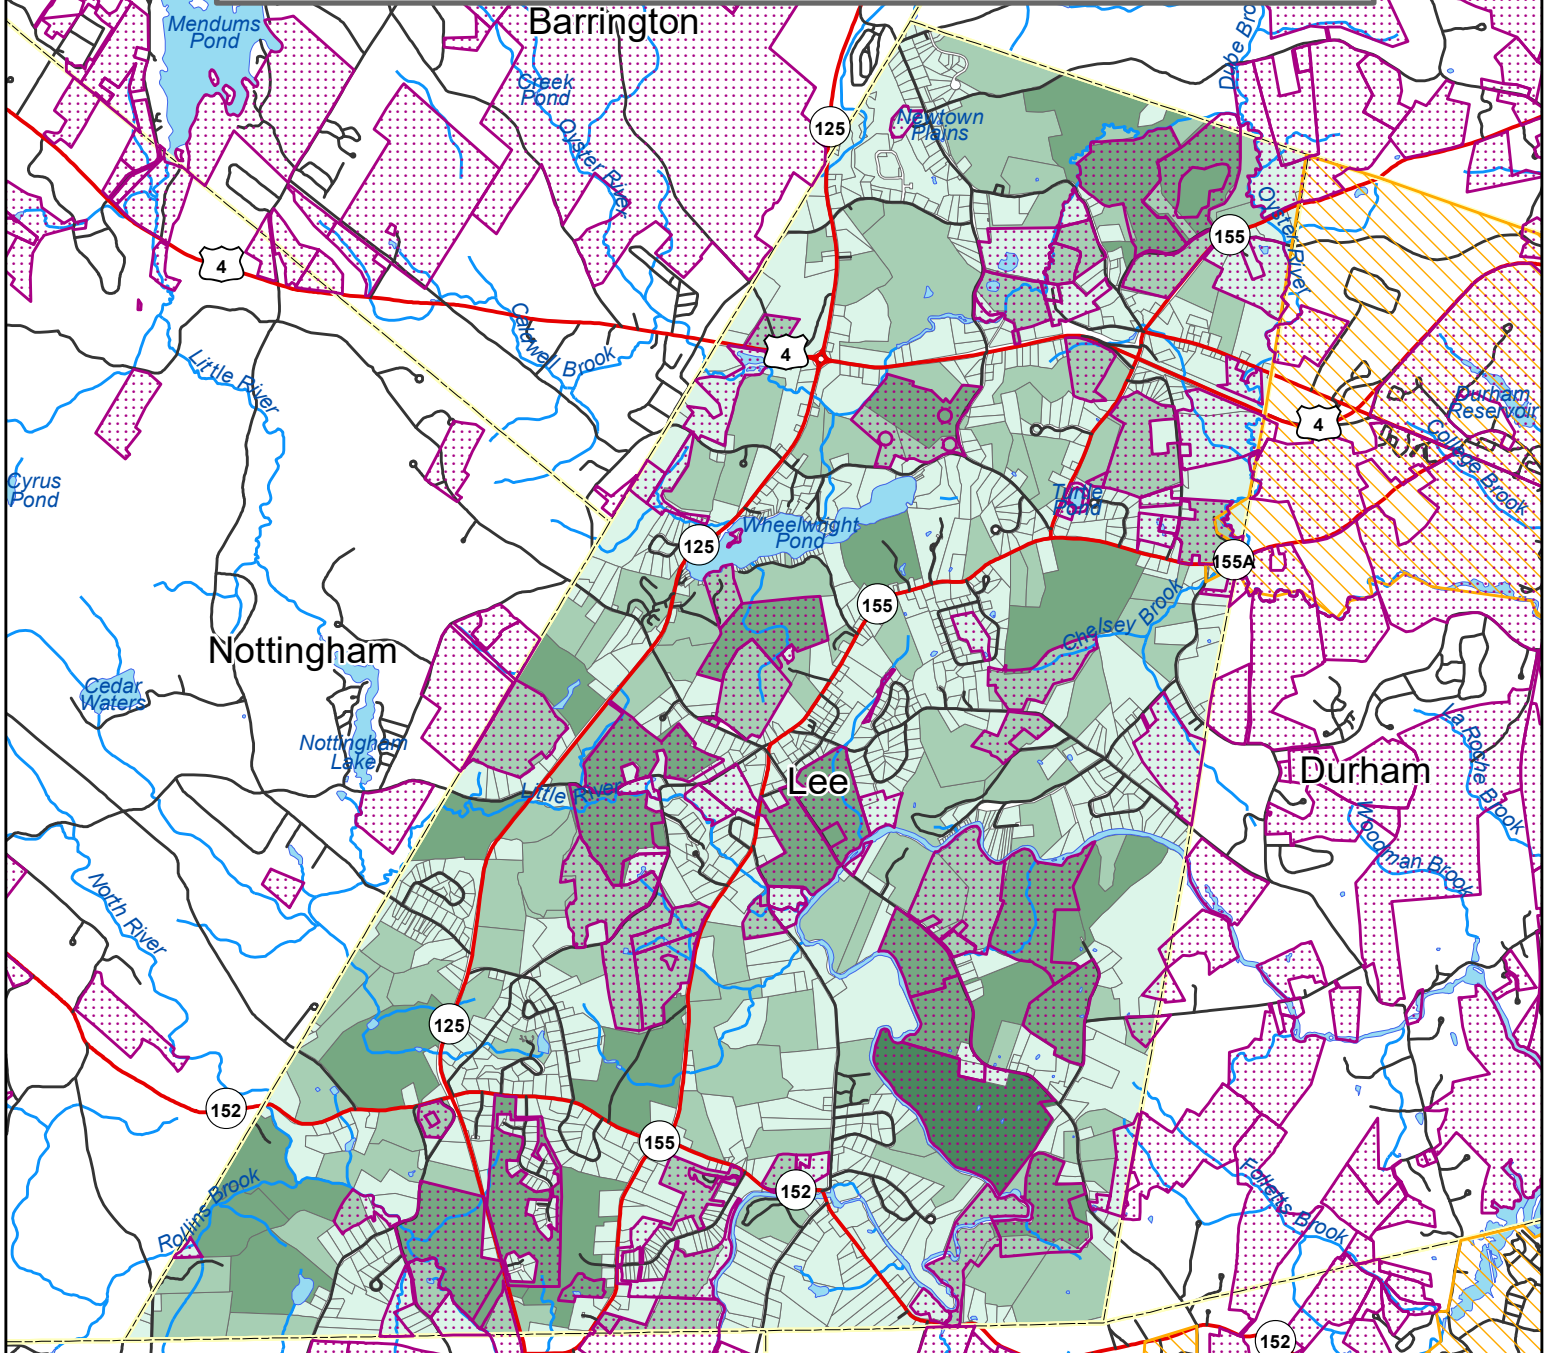 Barrington
Mendums
Pond
Dube Bro
Creek
Pond
125
Newtown
Plains
Oyster River
155
Oyster River
4
Caldwell Brook
4
Little River
4
Durham
Reservoir
College Brook
Cyrus
Pond
Turtle
Pond
Wheelwright
Pond
125
155A
155
Chelsey Brook
Nottingham
Cedar
Waters
Nottingham
Lake
La Roche Brook
Lee
Durham
Little River
Woodman Brook
North River
125
152
155
152
Rollins Brook
Folletts Brook
152